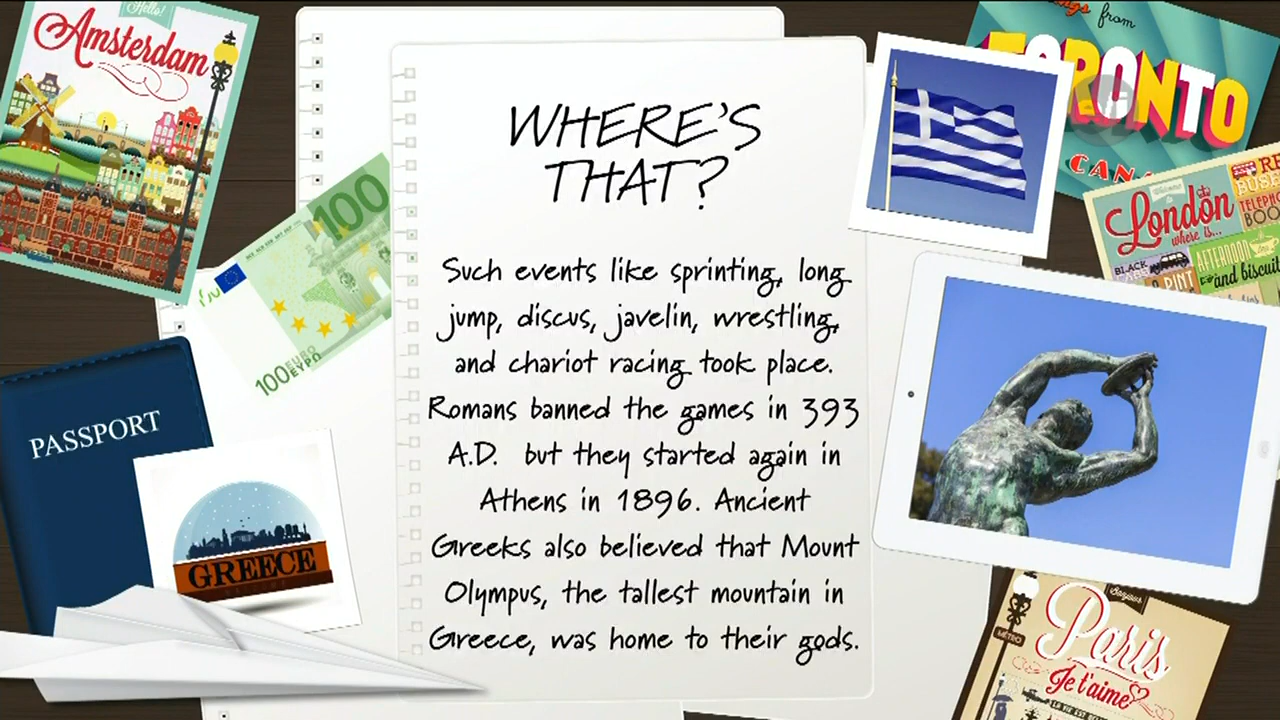 Hello!
Amsterdam
100
100 EURO
ΕΥΡΩ
PASSPORT
GREECE
WHERE'S
THAT?
Such events like sprinting, long
jump, discus, javelin, wrestling,
and chariot racing took place.
Romans banned the games in 393
A.D. but they started again in
Athens in 1896. Ancient
Greeks also believed that Mount
Olympus, the tallest mountain in
Greece, was home to their gods.
from
TORONTO
London
where is...
BLACK
PINT
AFTERNOON
and biscuit
Bonjour
MÉTRO
Paris
Je t'aime